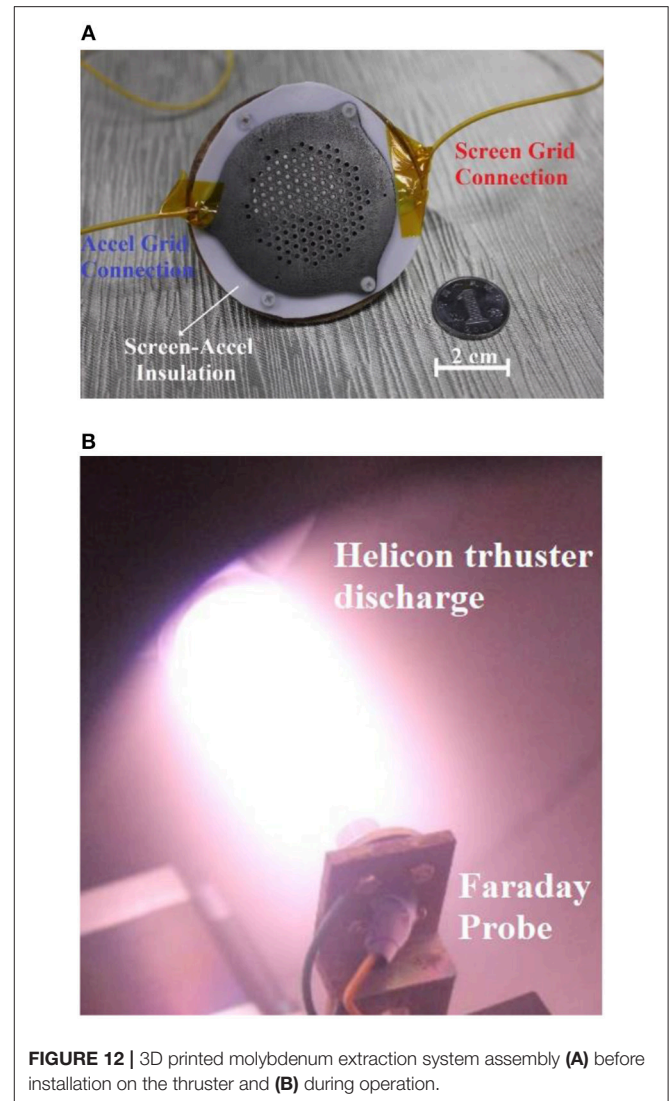 A
Screen Grid
Connection
Accel Grid
Connection
Screen-Accel
Insulation
1
2 cm
B
Helicon trhuster
discharge
Faraday
Probe
FIGURE 12 | 3D printed molybdenum extraction system assembly (A) before
installation on the thruster and (B) during operation.